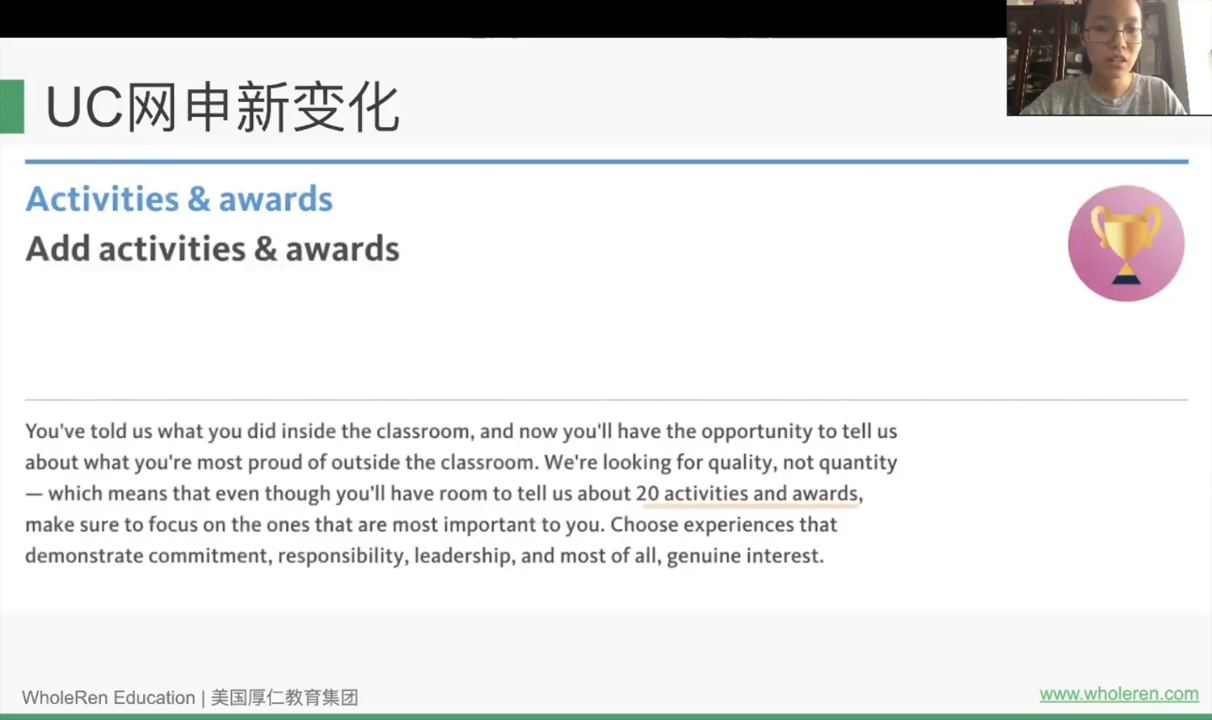 UC网申新变化
Activities & awards
Add activities & awards
You've told us what you did inside the classroom, and now you'll have the opportunity to tell us
about what you're most proud of outside the classroom. We're looking for quality, not quantity
— which means that even though you'll have room to tell us about 20 activities and awards,
make sure to focus on the ones that are most important to you. Choose experiences that
demonstrate commitment, responsibility, leadership, and most of all, genuine interest.
WholeRen Education | 美国厚仁教育集团
www.wholeren.com